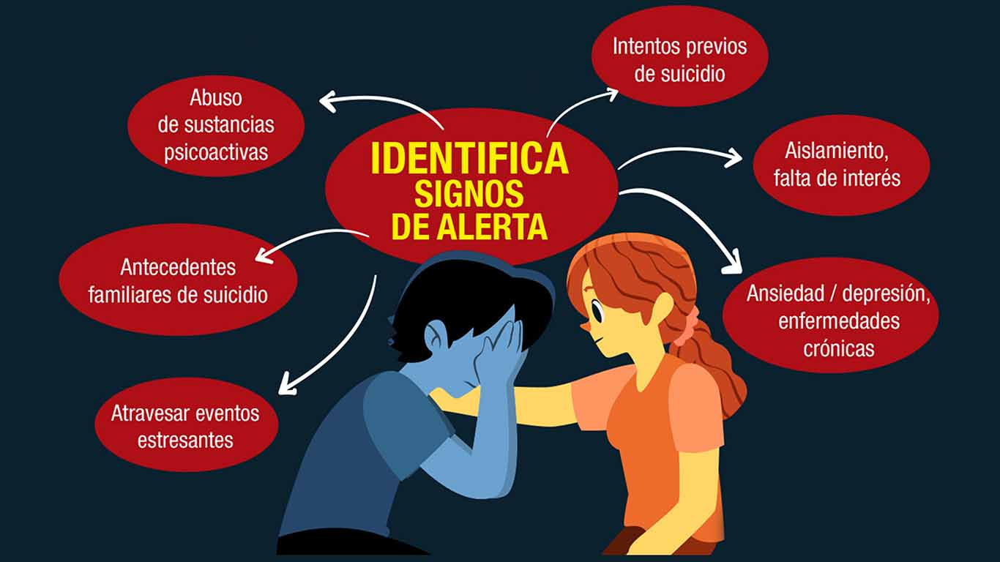 IDENTIFICA
SIGNOS
DE ALERTA
Intentos previos
de suicidio
Aislamiento,
falta de interés
Ansiedad / depresión,
enfermedades
crónicas
Abuso
de sustancias
psicoactivas
Antecedentes
familiares de suicidio
Atravesar eventos
estresantes